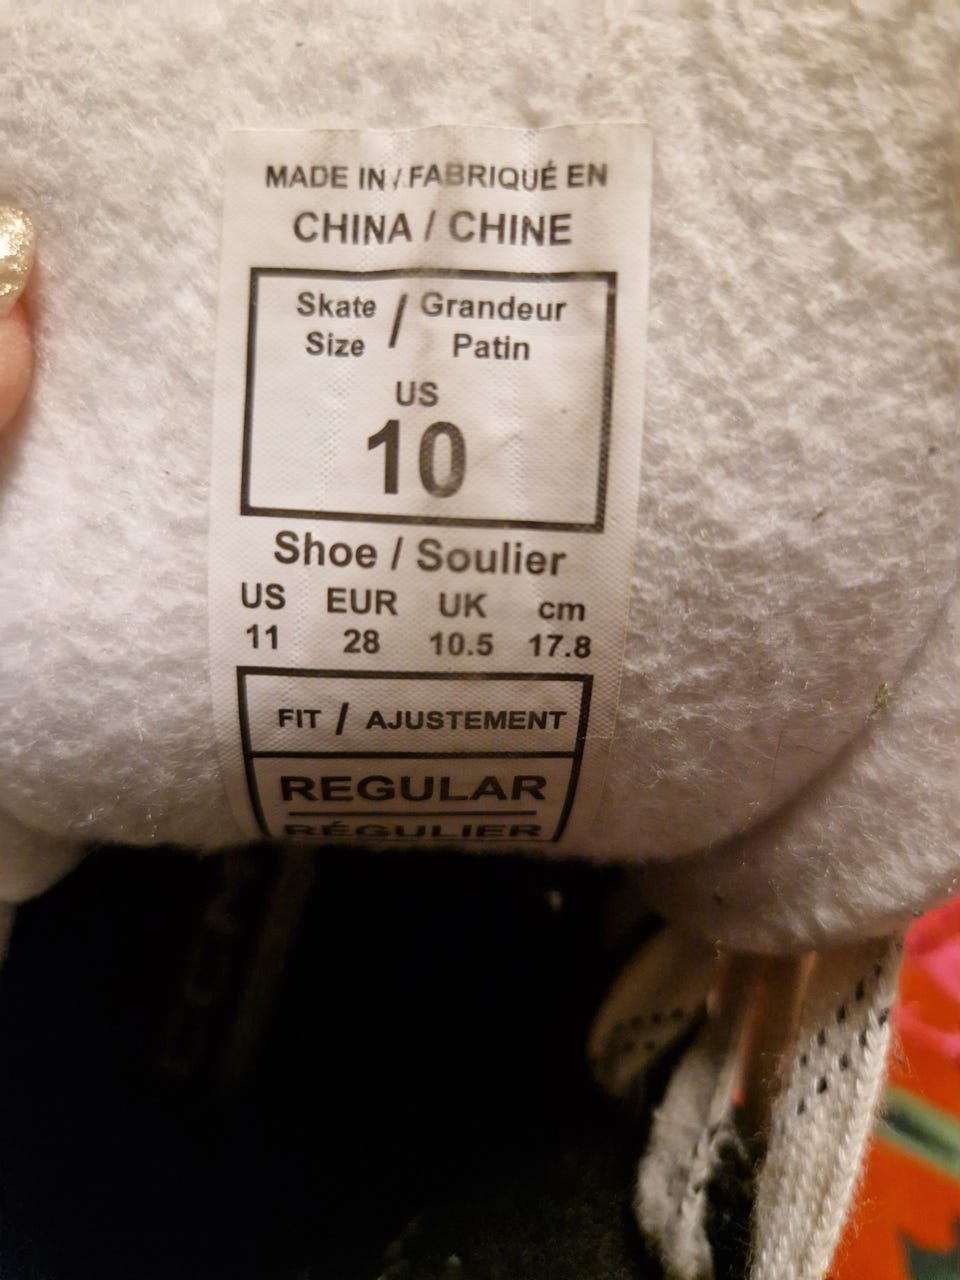 MADE IN / FABRIQUÉ EN
CHINA / CHINE
Skate Size / Grandeur Patin
US
10
Shoe / Soulier
US EUR UK cm
11 28 10.5 17.8
FIT / AJUSTEMENT
REGULAR
RÉGULIER